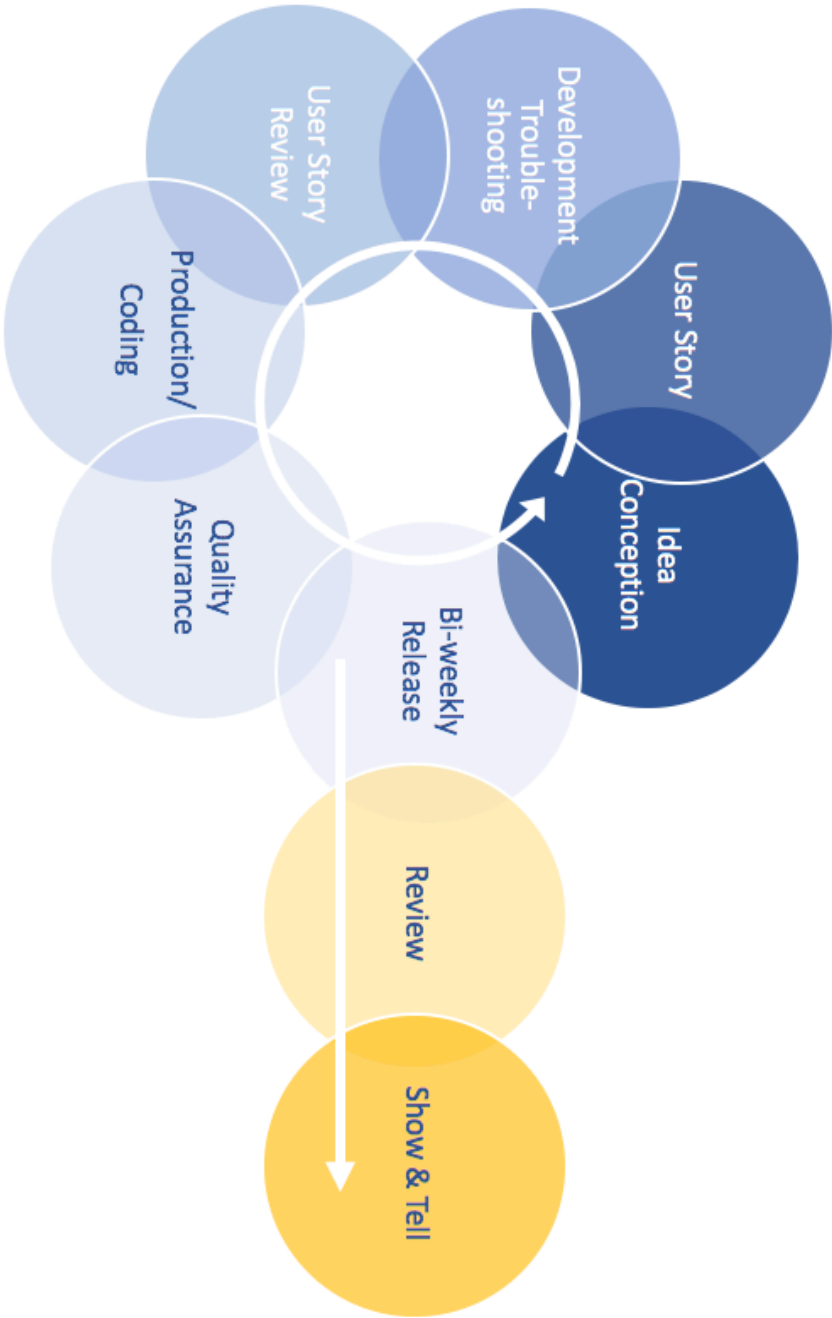 Idea
Conception
User Story
Development
Trouble-
shooting
User Story
Review
Production/
Coding
Quality
Assurance
Bi-weekly
Release
Review
Show & Tell